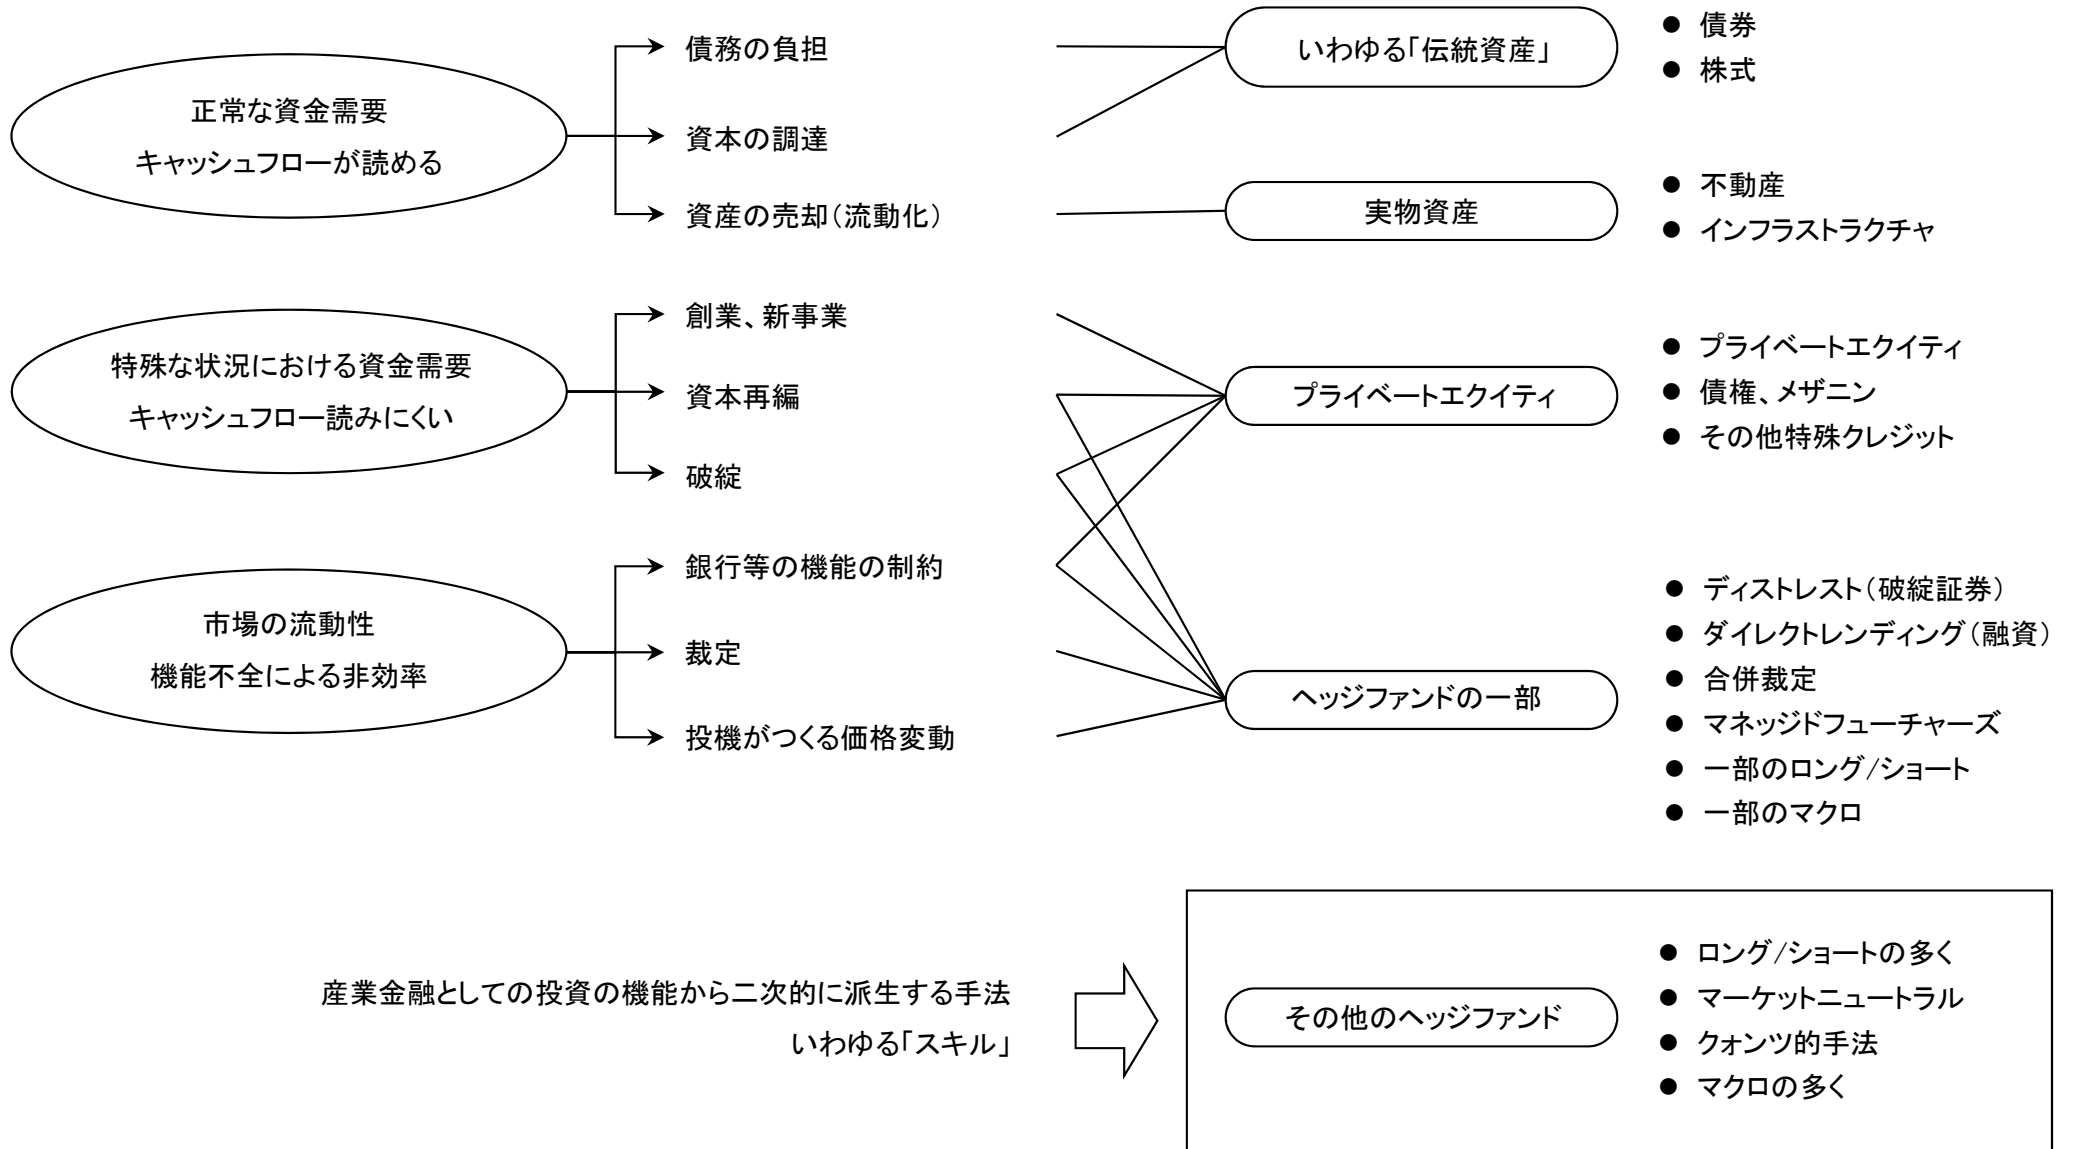 正常な資金需要
キャッシュフローが読める
債務の負担
資本の調達
資産の売却（流動化）
いわゆる「伝統資産」
● 債券
● 株式
実物資産
● 不動産
● インフラストラクチャ
特殊な状況における資金需要
キャッシュフロー読みにくい
創業、新事業
資本再編
破綻
プライベートエクイティ
● プライベートエクイティ
● 債権、メザニン
● その他特殊クレジット
市場の流動性
機能不全による非効率
銀行等の機能の制約
裁定
投機がつくる価格変動
ヘッジファンドの一部
● ディストレスト（破綻証券）
● ダイレクトレンディング（融資）
● 合併裁定
● マネッジドフューチャーズ
● 一部のロング/ショート
● 一部のマクロ
産業金融としての投資の機能から二次的に派生する手法
いわゆる「スキル」
その他のヘッジファンド
● ロング/ショートの多く
● マーケットニュートラル
● クォンツ的手法
● マクロの多く